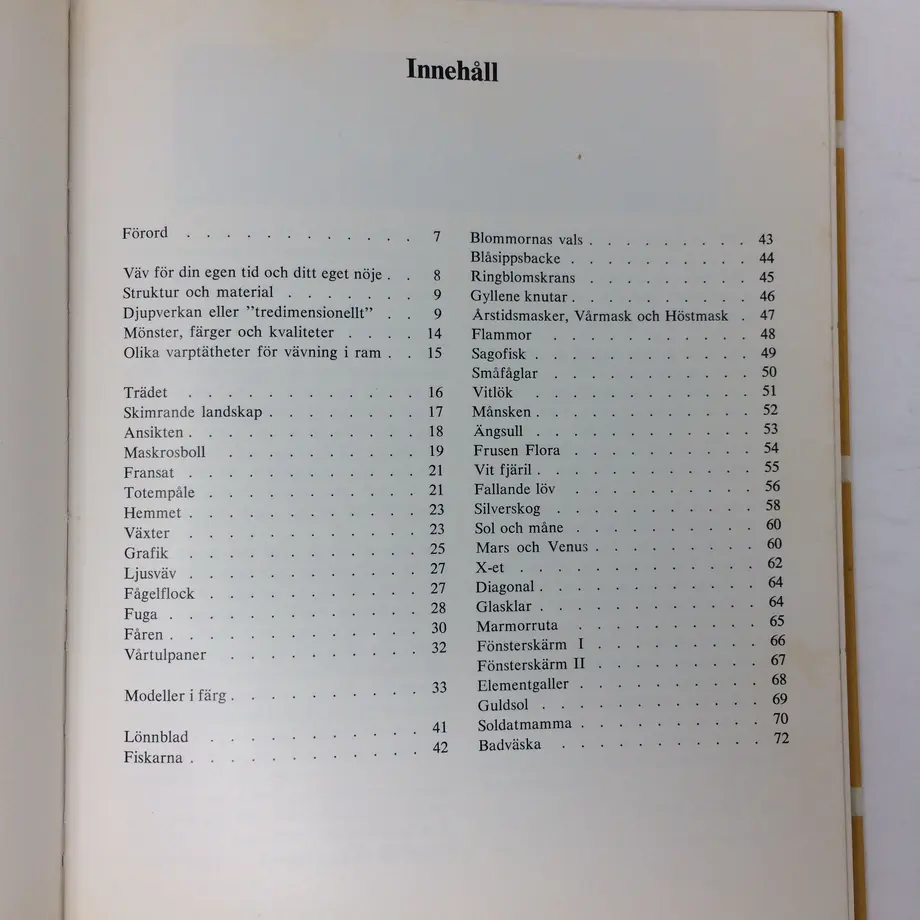 Innehåll
Förord . . . . . . . . . . . . 7
Väv för din egen tid och ditt eget nöje . . 8
Struktur och material . . . . . . . 9
Djupverkan eller ”tredimensionellt” . . 9
Mönster, färger och kvaliteter . . . . 14
Olika varptätheter för vävning i ram . . 15
Trädet . . . . . . . . . . . 16
Skimrande landskap . . . . . . . . 17
Ansikten . . . . . . . . . . . 18
Maskrosboll . . . . . . . . . . 19
Fransat . . . . . . . . . . . 21
Totempåle . . . . . . . . . . 21
Hemmet . . . . . . . . . . . 23
Växter . . . . . . . . . . . 23
Grafik . . . . . . . . . . . 25
Ljusväv . . . . . . . . . . . 27
Fågelflock . . . . . . . . . . 27
Fuga . . . . . . . . . . . . 28
Fåren . . . . . . . . . . . . 30
Vårtulpaner . . . . . . . . . . 32
Modeller i färg . . . . . . . . . 33
Lönnblad . . . . . . . . . . 41
Fiskarna . . . . . . . . . . . 42
Blommornas vals . . . . . . . . 43
Blåsippsbacke . . . . . . . . . 44
Ringblomskrans . . . . . . . . 45
Gyllene knutar . . . . . . . . . 46
Årstidsmasker, Vårmask och Höstmask . 47
Flammor . . . . . . . . . . 48
Sagofisk . . . . . . . . . . . 49
Småfåglar . . . . . . . . . . 50
Vitlök . . . . . . . . . . . 51
Månsken . . . . . . . . . . . 52
Ängsull . . . . . . . . . . . 53
Frusen Flora . . . . . . . . . 54
Vit fjäril . . . . . . . . . . . 55
Fallande löv . . . . . . . . . 56
Silverskog . . . . . . . . . . 58
Sol och måne . . . . . . . . . 60
Mars och Venus . . . . . . . . . 60
X-et . . . . . . . . . . . . 62
Diagonal . . . . . . . . . . . 64
Glasklar . . . . . . . . . . . 64
Marmorruta . . . . . . . . . 65
Fönsterskärm I . . . . . . . . 66
Fönsterskärm II . . . . . . . . 67
Elementgaller . . . . . . . . . 68
Guldsol . . . . . . . . . . . 69
Soldatmamma . . . . . . . . . 70
Badväska . . . . . . . . . . 72